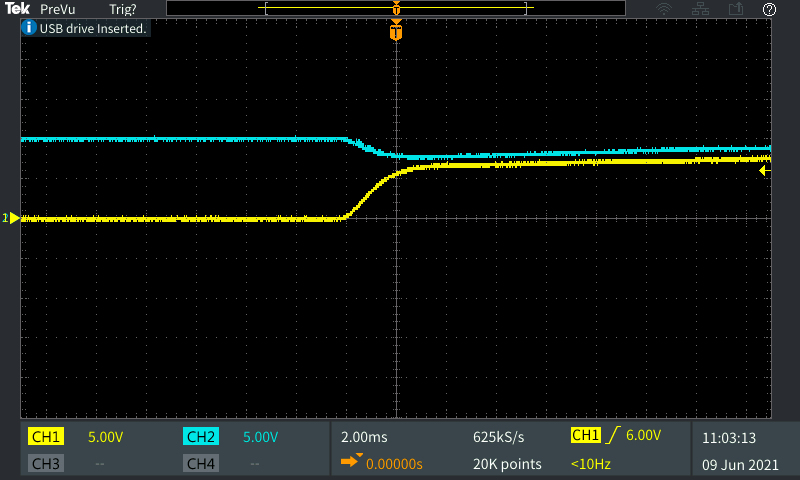 Tek PreVu Trig?
T
?
i USB drive Inserted.
T
CH1 5.00V CH2 5.00V 2.00ms 625kS/s CH1 6.00V 11:03:13
CH3 -- CH4 -- 0.00000s 20K points <10Hz 09 Jun 2021